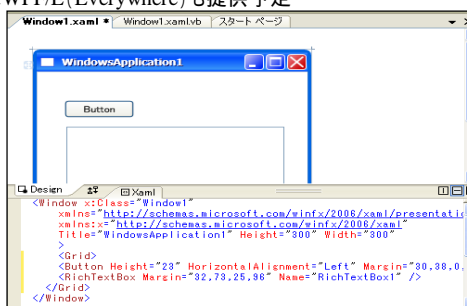 WPF/E(Everywhere)も提供予定
Window1.xaml * Window1.xaml.vb スタート ページ
WindowsApplication1
Button
Design Xaml
<Window x:Class="Window1"
xmlns="http://schemas.microsoft.com/winfx/2006/xaml/presentatio
xmlns:x="http://schemas.microsoft.com/winfx/2006/xaml"
Title="WindowsApplication1" Height="300" Width="300"
>
<Grid>
<Button Height="23" HorizontalAlignment="Left" Margin="30,38,0,
<RichTextBox Margin="32,73,25,96" Name="RichTextBox1" />
</Grid>
</Window>